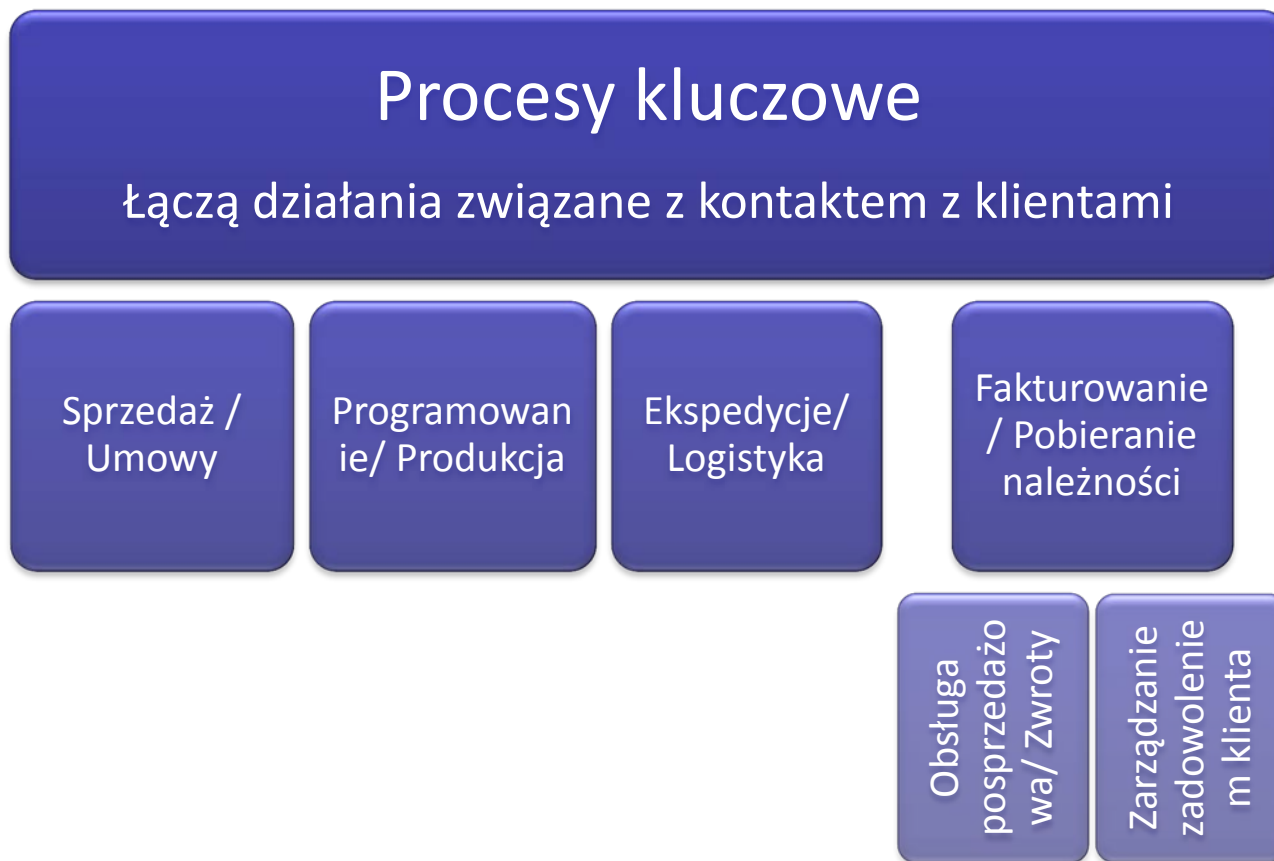 Procesy kluczowe
Łączą działania związane z kontaktem z klientami
Sprzedaż /
Umowy
Programowan
ie/ Produkcja
Ekspedycje/
Logistyka
Fakturowanie
/ Pobieranie
należności
Obsługa
posprzedażo
wa/ Zwroty
Zarządzanie
zadowolenie
m klienta